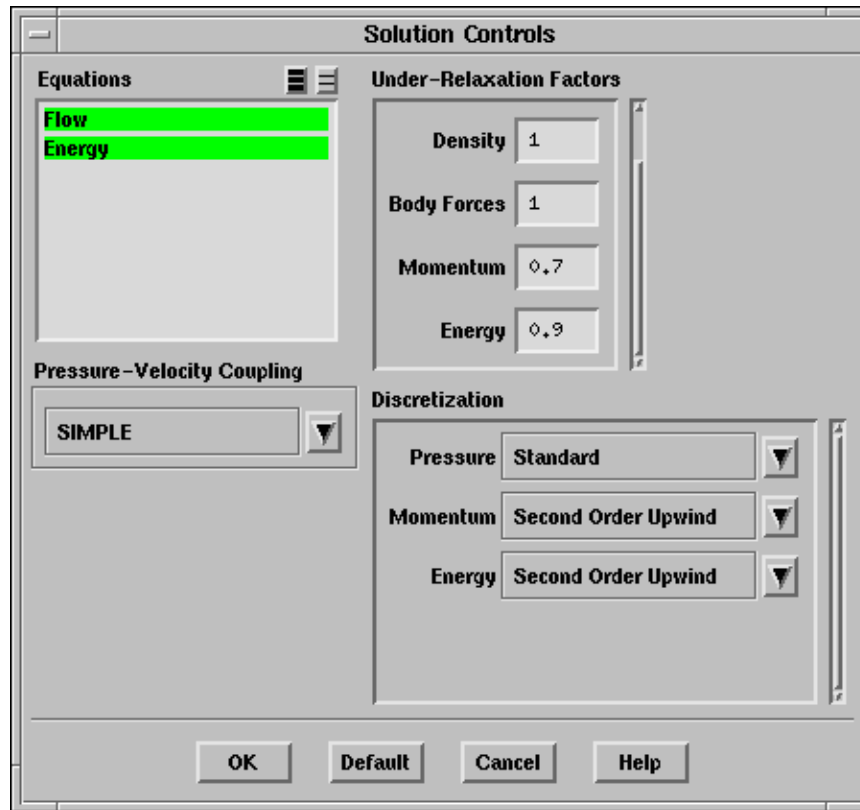 Solution Controls
Equations
Flow
Energy
Pressure-Velocity Coupling
SIMPLE
Under-Relaxation Factors
Density 1
Body Forces 1
Momentum 0.7
Energy 0.9
Discretization
Pressure Standard
Momentum Second Order Upwind
Energy Second Order Upwind
OK Default Cancel Help